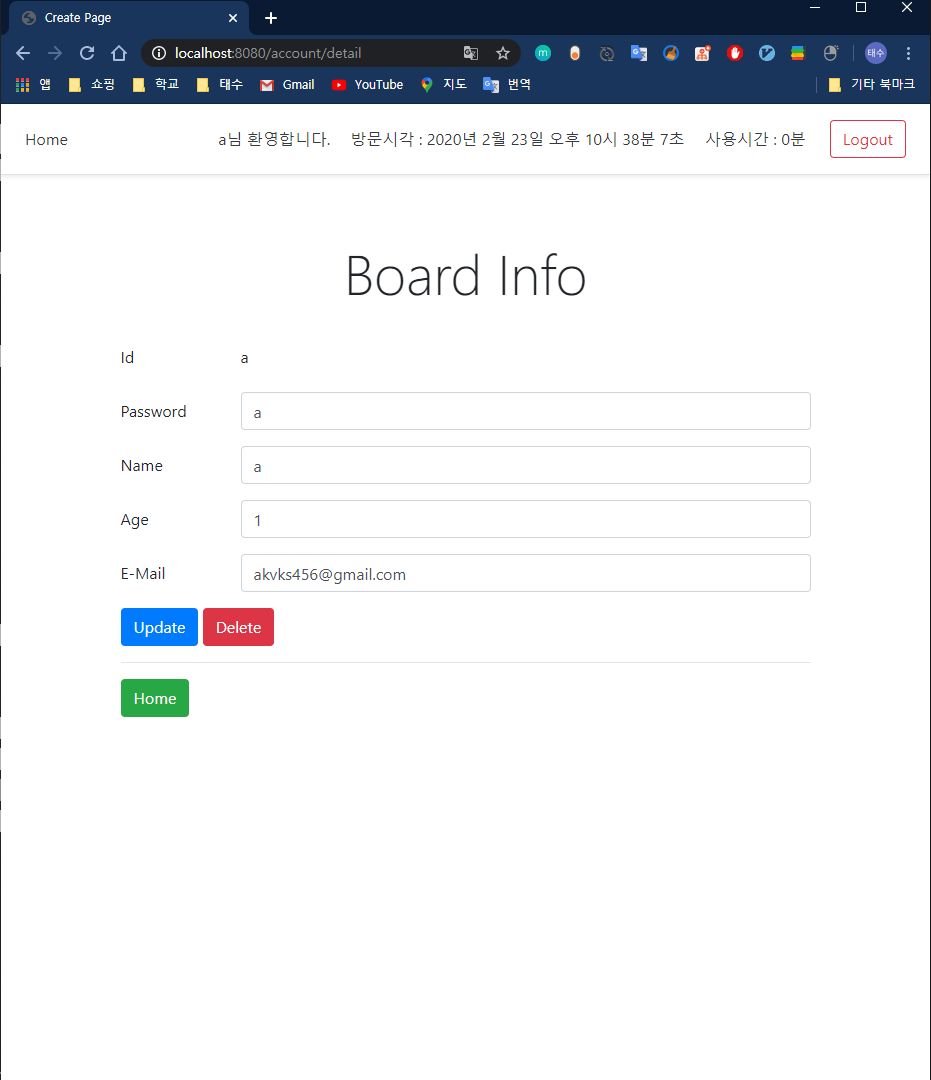 Create Page
localhost:8080/account/detail
태수
앱 쇼핑 학교 태수 Gmail YouTube 지도 번역 기타 북마크
Home a님 환영합니다. 방문시각 : 2020년 2월 23일 오후 10시 38분 7초 사용시간 : 0분 Logout
Board Info
Id a
Password a
Name a
Age 1
E-Mail akvks456@gmail.com
Update Delete
Home